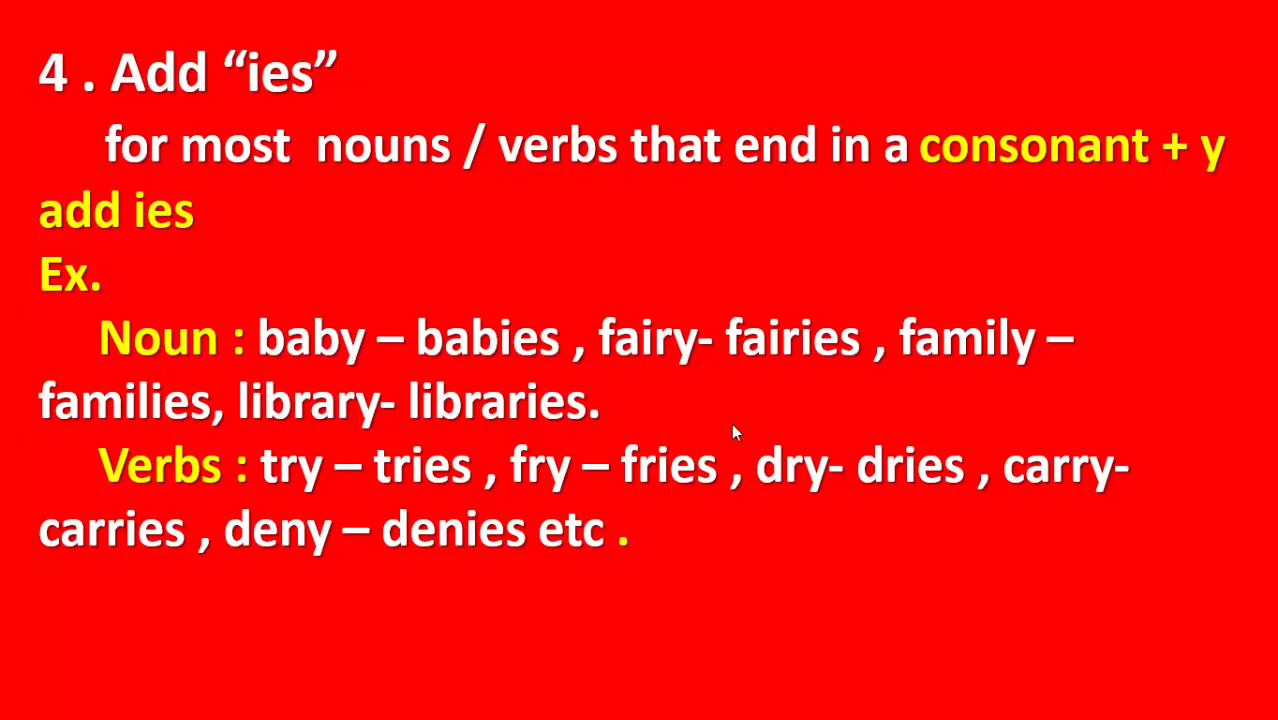 4 . Add “ies”
for most nouns / verbs that end in a consonant + y
add ies
Ex.
Noun : baby – babies , fairy- fairies , family –
families, library- libraries.
Verbs : try – tries , fry – fries , dry- dries , carry-
carries , deny – denies etc .